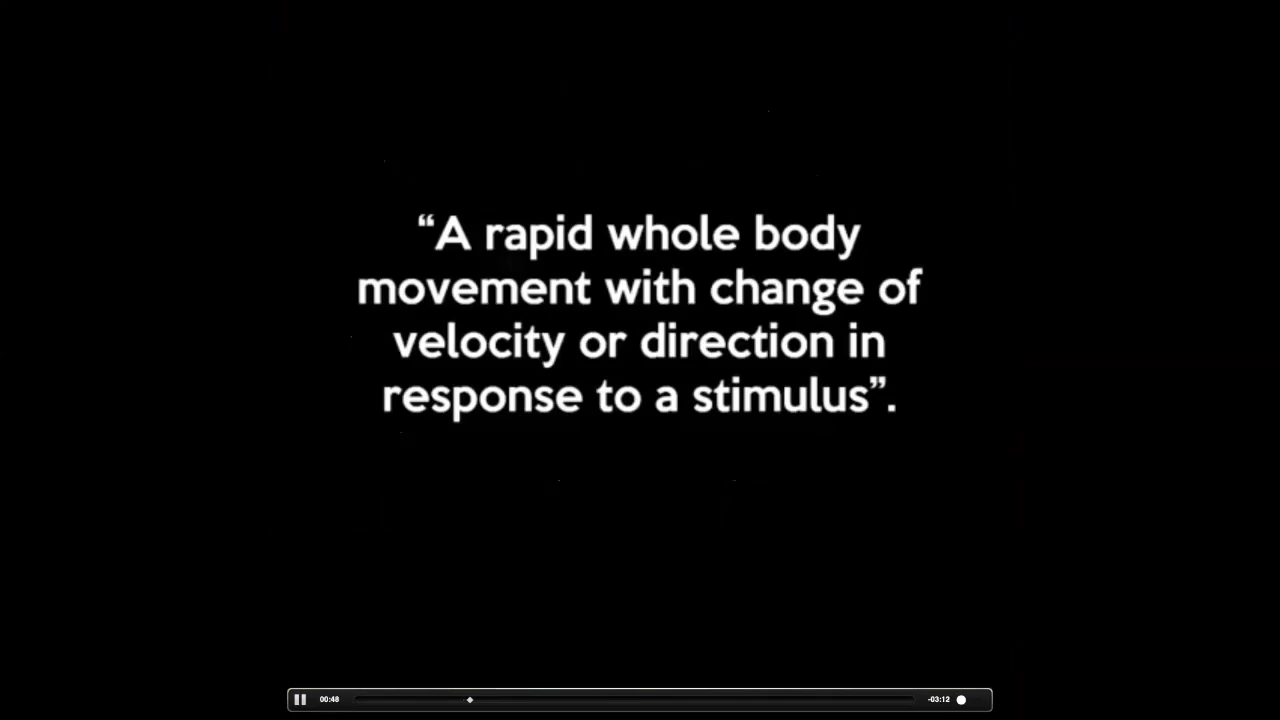 “A rapid whole body
movement with change of
velocity or direction in
response to a stimulus”.
00:48
-03:12